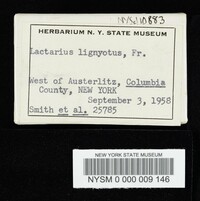 NYSf10883
HERBARIUM N. Y. STATE MUSEUM
Lactarius lignyotus, Fr.
West of Austerlitz, Columbia
County, NEW YORK
September 3, 1958
Smith et al. 25785
NEW YORK STATE MUSEUM
NYSM 0 000 009 146